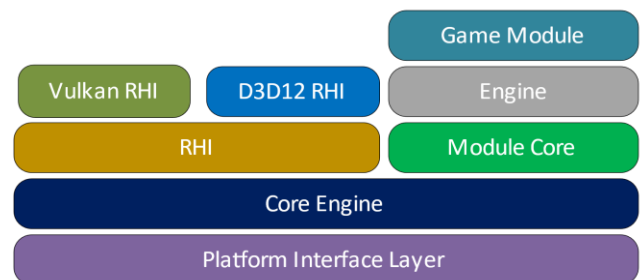 Game Module
Vulkan RHI
D3D12 RHI
Engine
RHI
Module Core
Core Engine
Platform Interface Layer